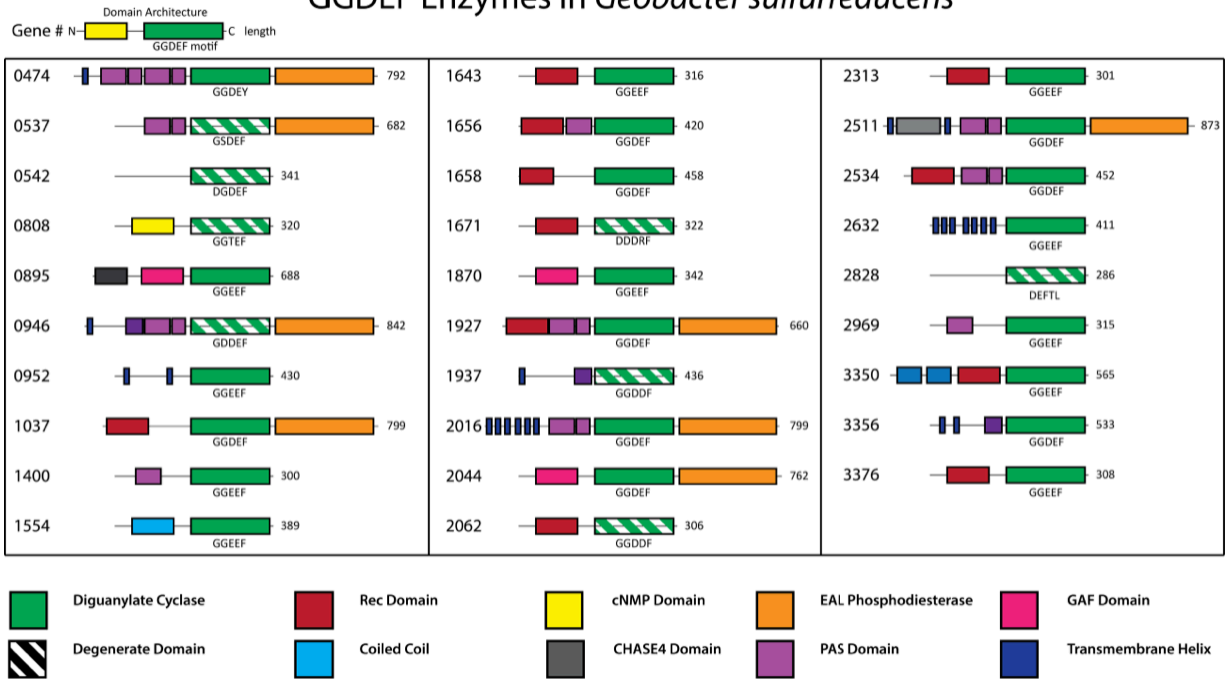 GGDEF Enzymes in Geobacter sulfurreducens
Domain Architecture
Gene # N C length
GGDEF motif
0474 792
GGDEY
0537 682
GSDEF
0542 341
DGDEF
0808 320
GGTEF
0895 688
GGEEF
0946 842
GDDEF
0952 430
GGEEF
1037 799
GGDEF
1400 300
GGEEF
1554 389
GGEEF
1643 316
GGEEF
1656 420
GGDEF
1658 458
GGDEF
1671 322
DDDRF
1870 342
GGEEF
1927 660
GGDEF
1937 436
GGDDF
2016 799
GGDEF
2044 762
GGDEF
2062 306
GGDDF
2313 301
GGEEF
2511 873
GGDEF
2534 452
GGDEF
2632 411
GGEEF
2828 286
DEFTL
2969 315
GGEEF
3350 565
GGEEF
3356 533
GGDEF
3376 308
GGEEF
Diguanylate Cyclase
Rec Domain
cNMP Domain
EAL Phosphodiesterase
GAF Domain
Degenerate Domain
Coiled Coil
CHASE4 Domain
PAS Domain
Transmembrane Helix